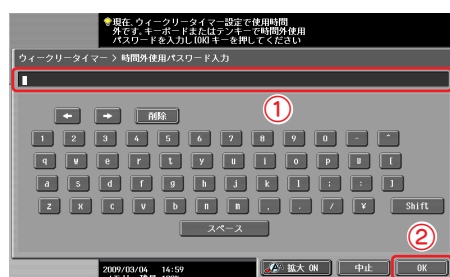 現在、ウィークリータイマー設定で使用時間
外です。キーボードまたはテンキーで時間外使用
パスワードを入力し[OK]キーを押してください
ウィークリータイマー > 時間外使用パスワード入力
①
← → 削除
1 2 3 4 5 6 7 8 9 0 - ^
q w e r t y u i o p @ [
a s d f g h j k l ; : ]
z x c v b n m , . / ¥ Shift
スペース
②
2009/03/04 14:59
拡大 ON 中止 OK